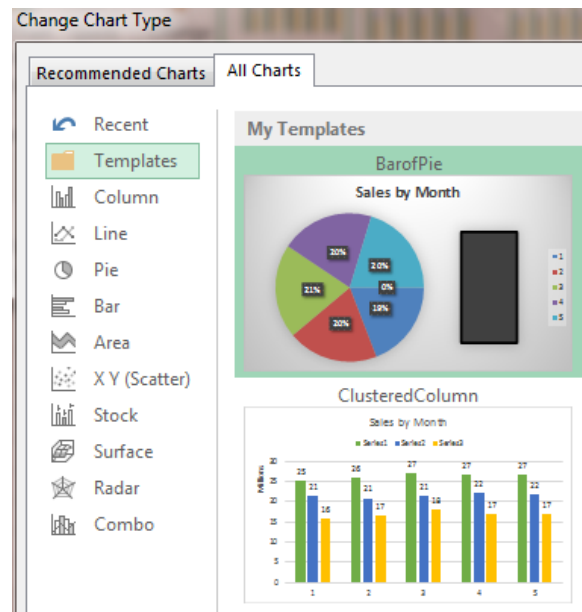 Change Chart Type
Recommended Charts
All Charts
Recent
Templates
Column
Line
Pie
Bar
Area
X Y (Scatter)
Stock
Surface
Radar
Combo
My Templates
BarofPie
Sales by Month
20%
20%
0%
21%
19%
20%
1
2
3
4
5
ClusteredColumn
Sales by Month
Series1 Series2 Series3
Millions
30
25
20
15
10
5
0
25 21 16
26 21 17
27 21 18
27 22 17
27 22 17
1 2 3 4 5